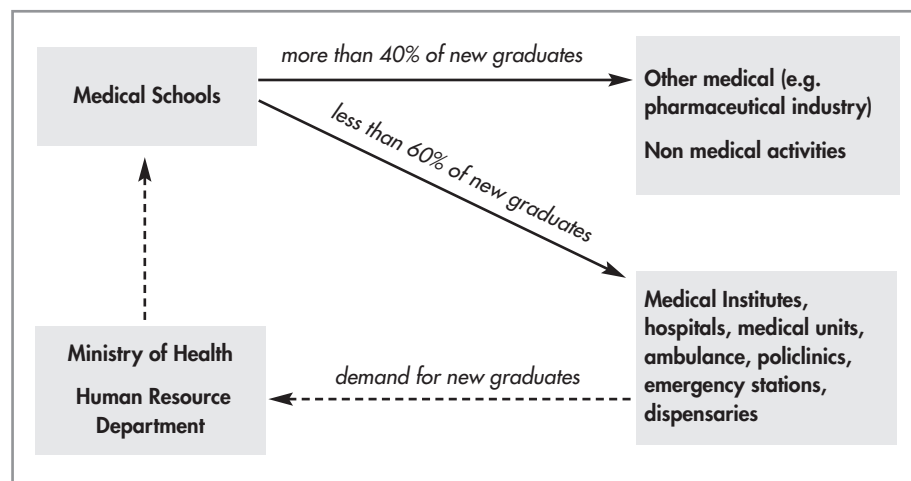 more than 40% of new graduates
Medical Schools
Other medical (e.g.
pharmaceutical industry)
Non medical activities
less than 60% of new graduates
Medical Institutes,
hospitals, medical units,
ambulance, policlinics,
emergency stations,
dispensaries
Ministry of Health
Human Resource
Department
demand for new graduates